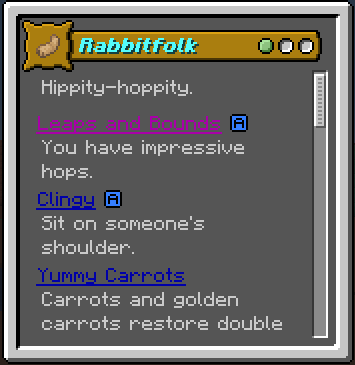 Rabbitfolk
Hippity-hoppity.
Leaps and Bounds A
You have impressive
hops.
Clingy A
Sit on someone's
shoulder.
Yummy Carrots
Carrots and golden
carrots restore double